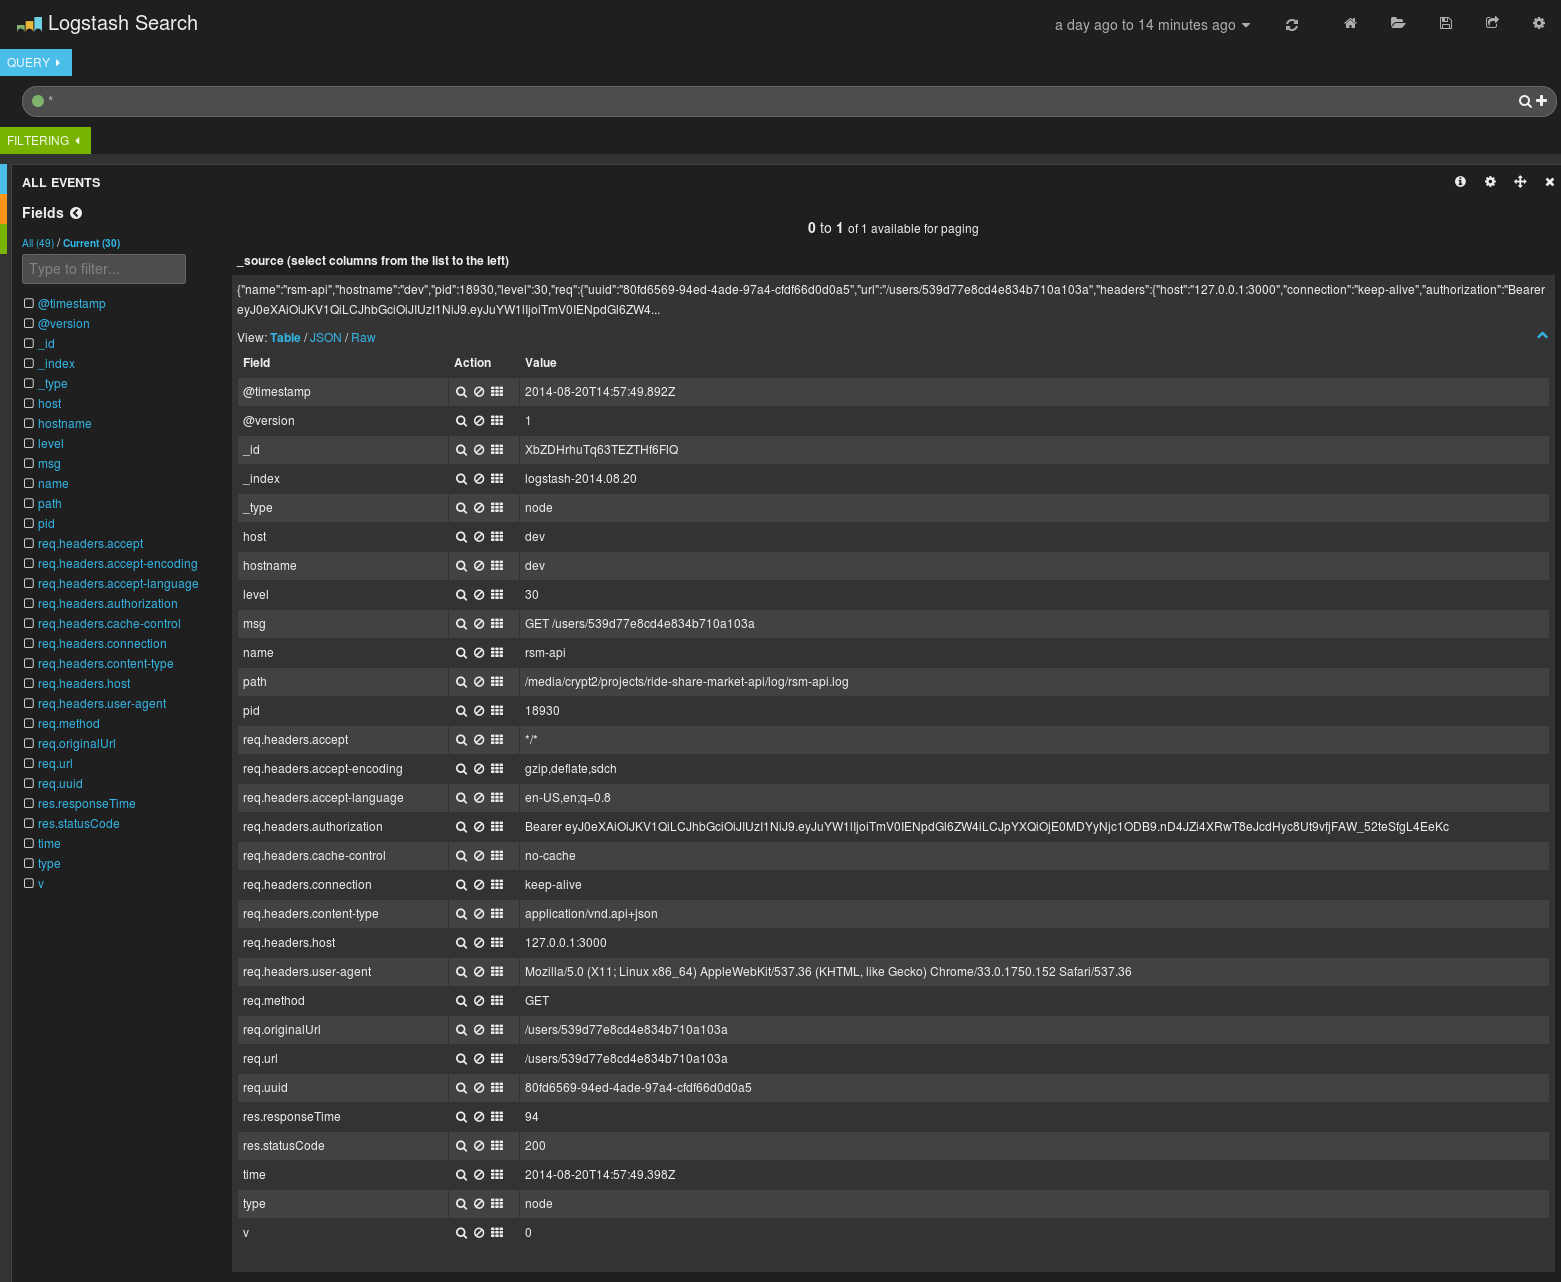 Logstash Search
a day ago to 14 minutes ago
QUERY
*
FILTERING
ALL EVENTS
Fields
All (49) / Current (30)
Type to filter...
@timestamp
@version
_id
_index
_type
host
hostname
level
msg
name
path
pid
req.headers.accept
req.headers.accept-encoding
req.headers.accept-language
req.headers.authorization
req.headers.cache-control
req.headers.connection
req.headers.content-type
req.headers.host
req.headers.user-agent
req.method
req.originalUrl
req.url
req.uuid
res.responseTime
res.statusCode
time
type
v
0 to 1 of 1 available for paging
_source (select columns from the list to the left)
{"name":"rsm-api","hostname":"dev","pid":18930,"level":30,"req":{"uuid":"80fd6569-94ed-4ade-97a4-cfdf66d0d0a5","url":"/users/539d77e8cd4e834b710a103a","headers":{"host":"127.0.0.1:3000","connection":"keep-alive","authorization":"Bearer
eyJ0eXAiOiJKV1QiLCJhbGciOiJIUzI1NiJ9.eyJuYW1lIjoiTmV0IENpdGl6ZW4...
View: Table / JSON / Raw
Field Action Value
@timestamp 2014-08-20T14:57:49.892Z
@version 1
_id XbZDHrhuTq63TEZTHf6FIQ
_index logstash-2014.08.20
_type node
host dev
hostname dev
level 30
msg GET /users/539d77e8cd4e834b710a103a
name rsm-api
path /media/crypt2/projects/ride-share-market-api/log/rsm-api.log
pid 18930
req.headers.accept */*
req.headers.accept-encoding gzip,deflate,sdch
req.headers.accept-language en-US,en;q=0.8
req.headers.authorization Bearer eyJ0eXAiOiJKV1QiLCJhbGciOiJIUzI1NiJ9.eyJuYW1lIjoiTmV0IENpdGl6ZW4iLCJpYXQiOjE0MDYyNjc1ODB9.nD4JZi4XRwT8eJcdHyc8Ut9vfjFAW_52teSfgL4EeKc
req.headers.cache-control no-cache
req.headers.connection keep-alive
req.headers.content-type application/vnd.api+json
req.headers.host 127.0.0.1:3000
req.headers.user-agent Mozilla/5.0 (X11; Linux x86_64) AppleWebKit/537.36 (KHTML, like Gecko) Chrome/33.0.1750.152 Safari/537.36
req.method GET
req.originalUrl /users/539d77e8cd4e834b710a103a
req.url /users/539d77e8cd4e834b710a103a
req.uuid 80fd6569-94ed-4ade-97a4-cfdf66d0d0a5
res.responseTime 94
res.statusCode 200
time 2014-08-20T14:57:49.398Z
type node
v 0